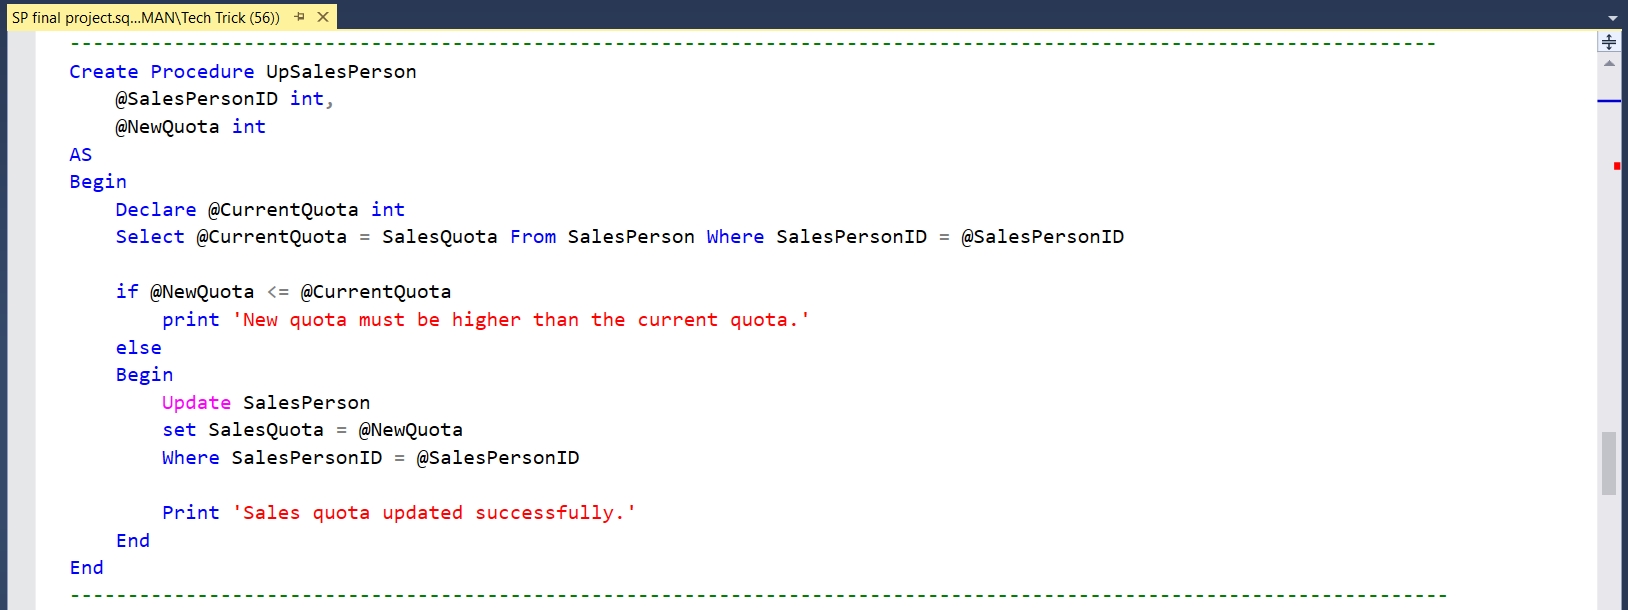 SP final project.sq...MAN\Tech Trick (56))
--------------------------------------------------------------------------------------------------------------------
Create Procedure UpSalesPerson
    @SalesPersonID int,
    @NewQuota int
AS
Begin
    Declare @CurrentQuota int
    Select @CurrentQuota = SalesQuota From SalesPerson Where SalesPersonID = @SalesPersonID

    if @NewQuota <= @CurrentQuota
        print 'New quota must be higher than the current quota.'
    else
    Begin
        Update SalesPerson
        set SalesQuota = @NewQuota
        Where SalesPersonID = @SalesPersonID

        Print 'Sales quota updated successfully.'
    End
End
---------------------------------------------------------------------------------------------------------------------